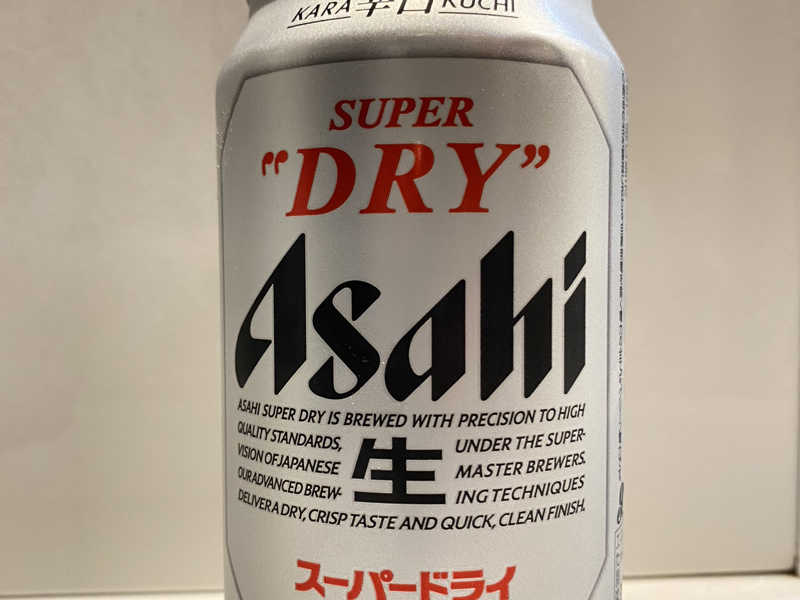 KARA 辛口 KUCHI
SUPER
"DRY"
Asahi
ASAHI SUPER DRY IS BREWED WITH PRECISION TO HIGH
QUALITY STANDARDS, UNDER THE SUPER-
VISION OF JAPANESE MASTER BREWERS.
生
OUR ADVANCED BREW- ING TECHNIQUES
DELIVER A DRY, CRISP TASTE AND QUICK, CLEAN FINISH.
スーパードライ